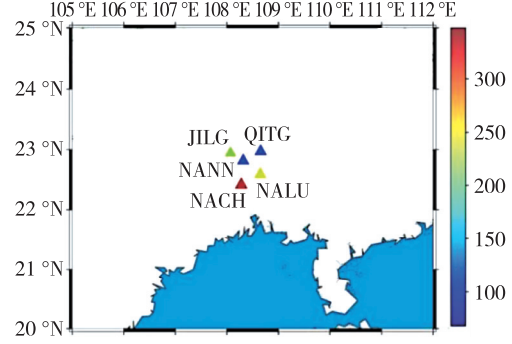 105 °E 106 °E 107 °E 108 °E 109 °E 110 °E 111 °E 112 °E
25 °N
24 °N
23 °N
22 °N
21 °N
20 °N
JILG QITG
NANN
NALU
NACH
300
250
200
150
100